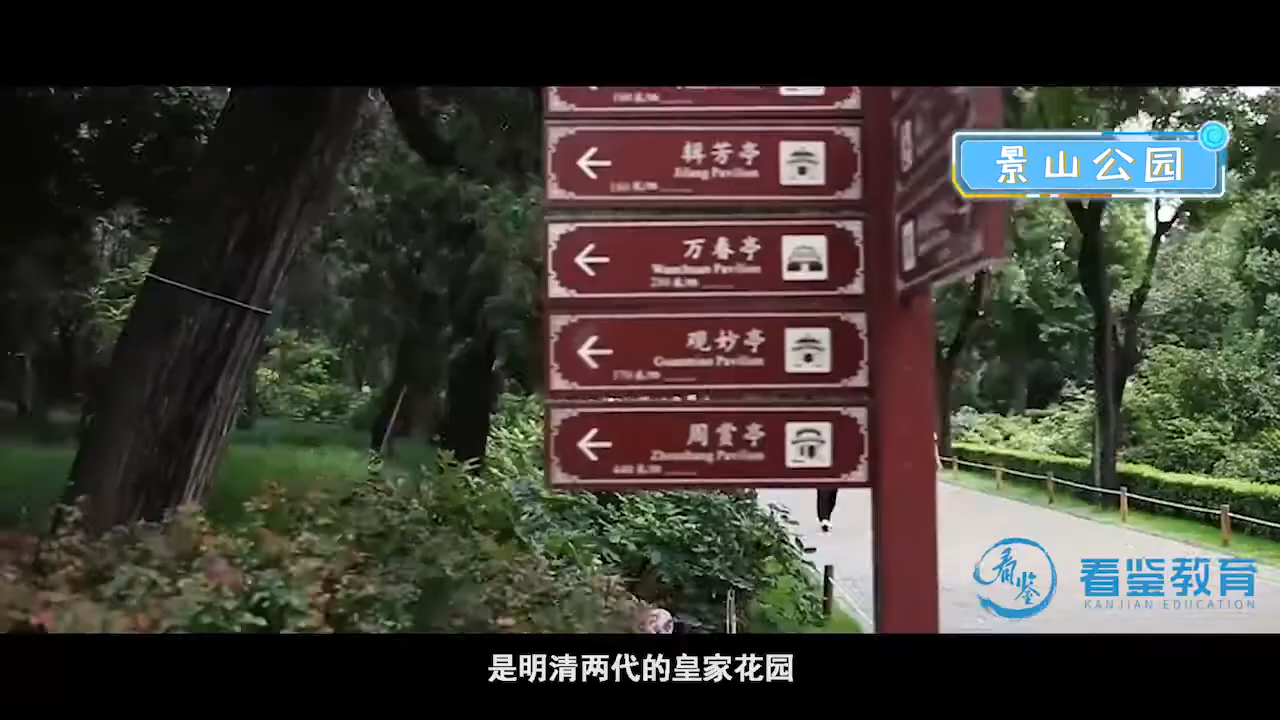 景山公园
辑芳亭
Jifang Pavilion
万春亭
Wanchun Pavilion
观妙亭
Guanmiao Pavilion
周赏亭
Zhoushang Pavilion
看鉴
看鉴教育
KANJIAN EDUCATION
是明清两代的皇家花园